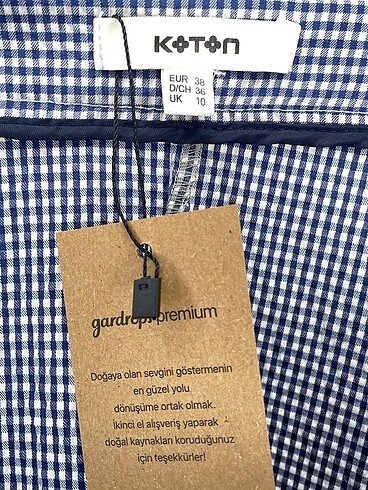 KOTON
EUR 38
D/CH 36
UK 10
gardrops premium
Doğaya olan sevgini göstermenin
en güzel yolu
dönüşüme ortak olmak.
İkinci el alışveriş yaparak
doğal kaynakları koruduğunuz
için teşekkürler!